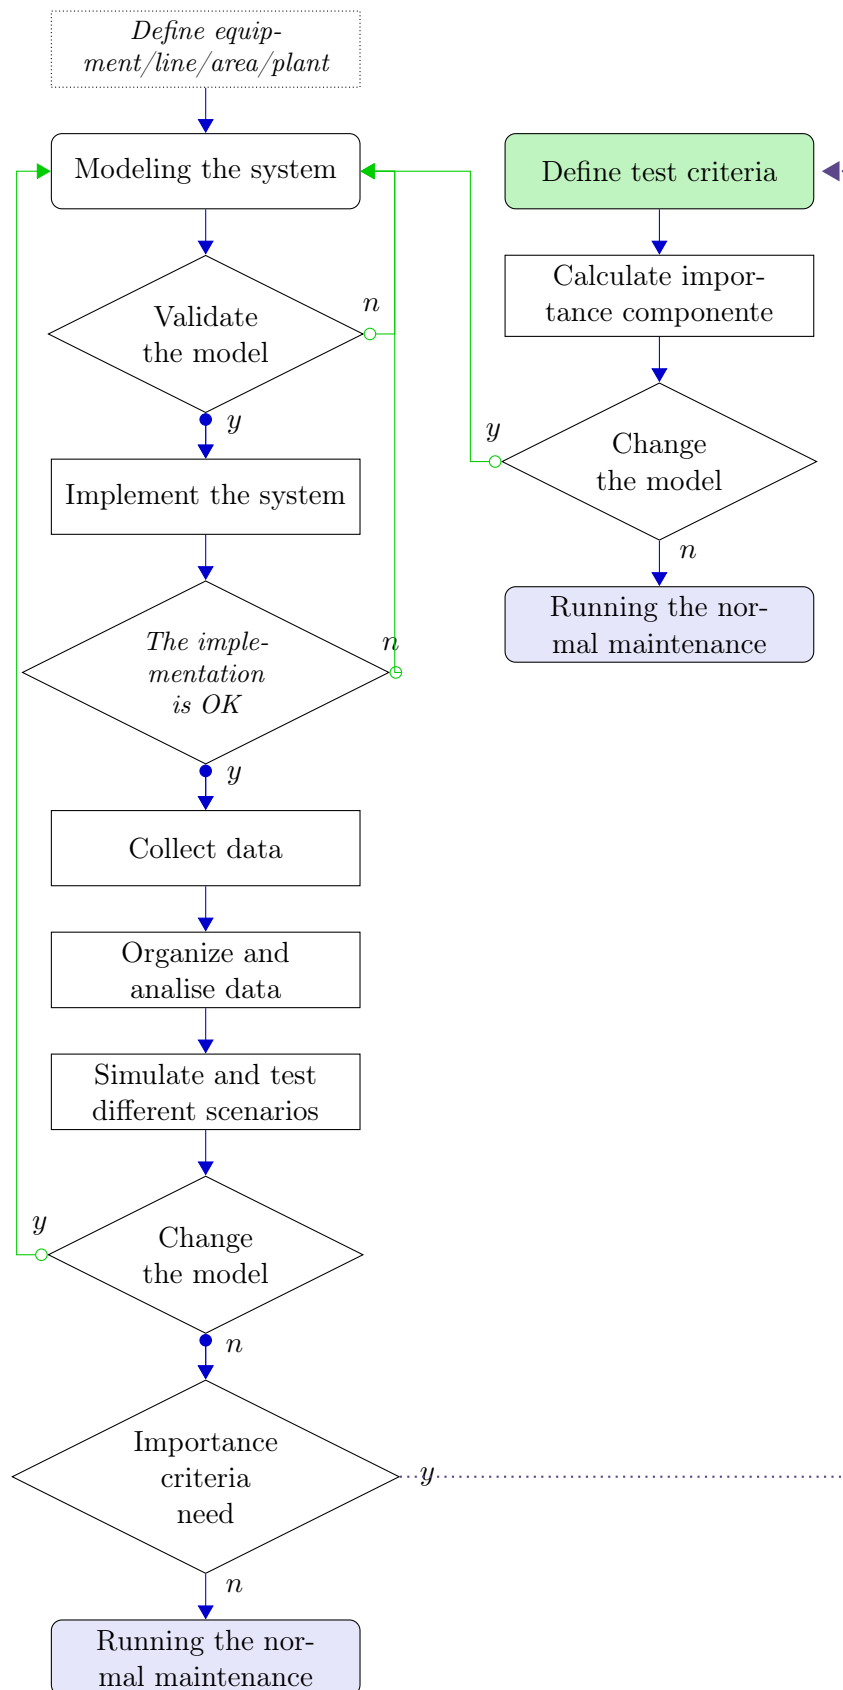 Define equip-
ment/line/area/plant
Modeling the system
n
Validate
the model
y
Implement the system
n
The imple-
mentation
is OK
y
Collect data
Organize and
analise data
Simulate and test
different scenarios
y
Change
the model
n
Importance
criteria
need
y
n
Running the nor-
mal maintenance
Define test criteria
Calculate impor-
tance componente
y
Change
the model
n
Running the nor-
mal maintenance